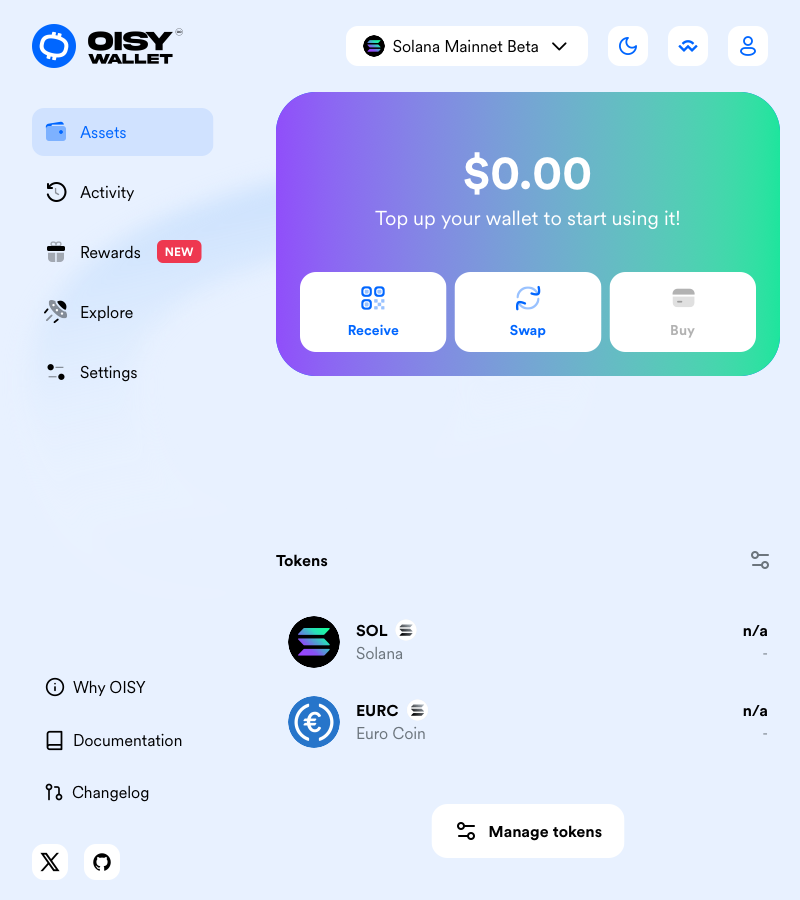 OISY
WALLET
Solana Mainnet Beta
Assets
Activity
Rewards NEW
Explore
Settings
$0.00
Top up your wallet to start using it!
Receive
Swap
Buy
Tokens
SOL
n/a
Solana
-
EURC
n/a
Euro Coin
-
Manage tokens
Why OISY
Documentation
Changelog